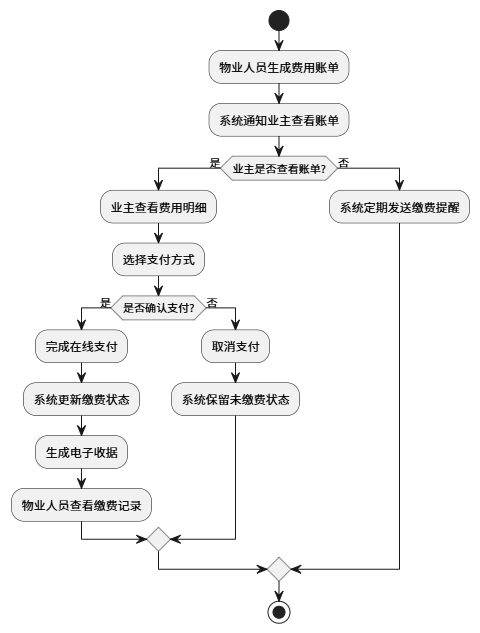 物业人员生成费用账单
系统通知业主查看账单
是
业主是否查看账单?
否
业主查看费用明细
系统定期发送缴费提醒
选择支付方式
是
是否确认支付?
否
完成在线支付
取消支付
系统更新缴费状态
系统保留未缴费状态
生成电子收据
物业人员查看缴费记录